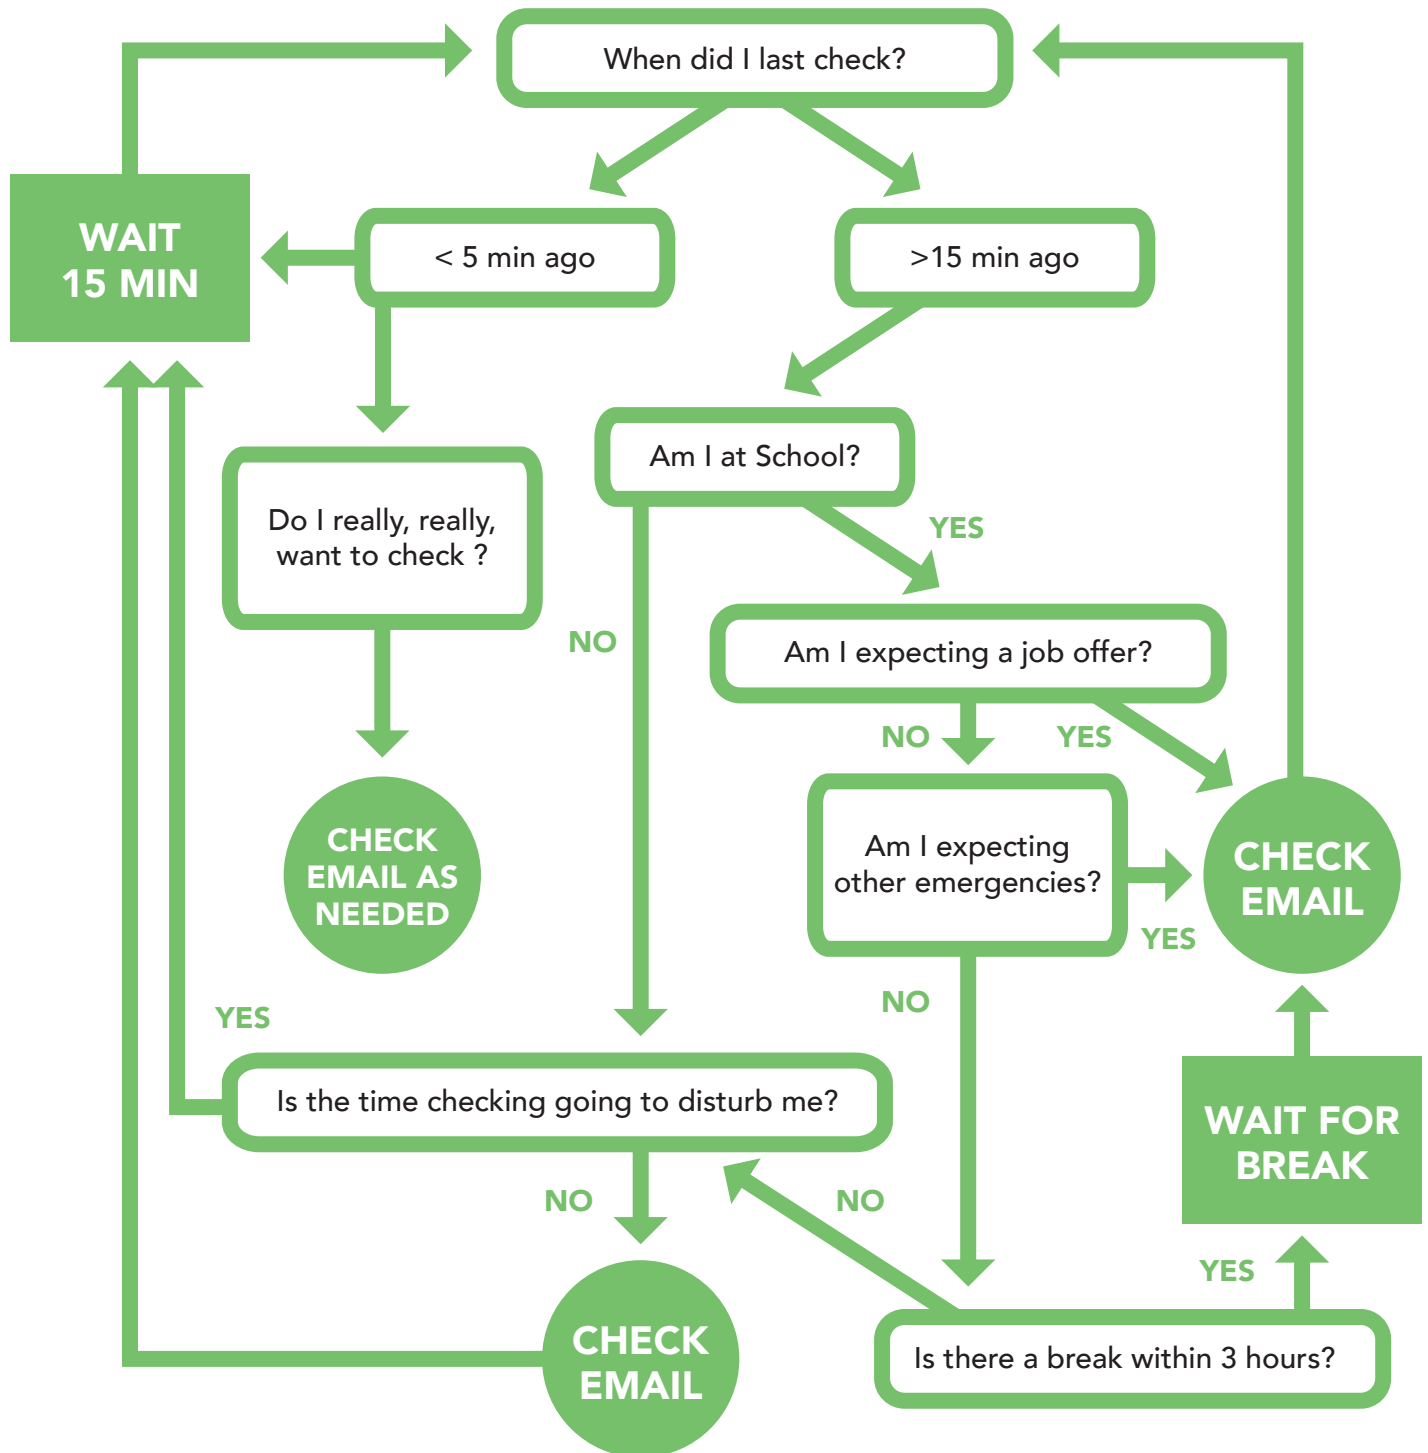 When did I last check?
WAIT
15 MIN
< 5 min ago
>15 min ago
Am I at School?
Do I really, really,
want to check ?
YES
NO
Am I expecting a job offer?
NO
YES
CHECK
EMAIL AS
NEEDED
Am I expecting
other emergencies?
CHECK
EMAIL
YES
NO
YES
Is the time checking going to disturb me?
WAIT FOR
BREAK
NO
NO
YES
CHECK
EMAIL
Is there a break within 3 hours?